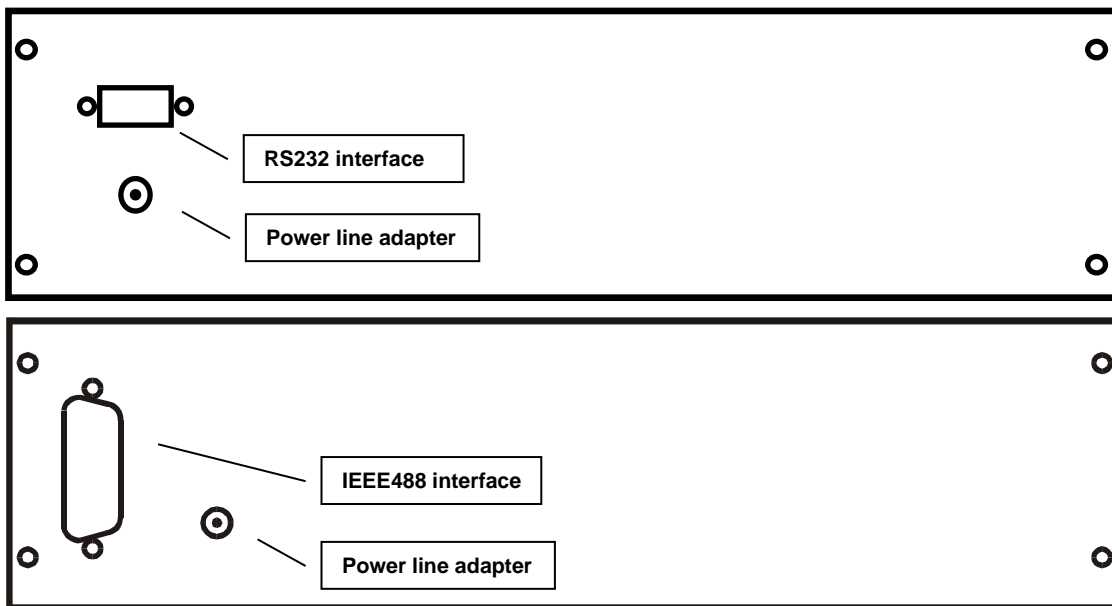 RS232 interface
Power line adapter
IEEE488 interface
Power line adapter